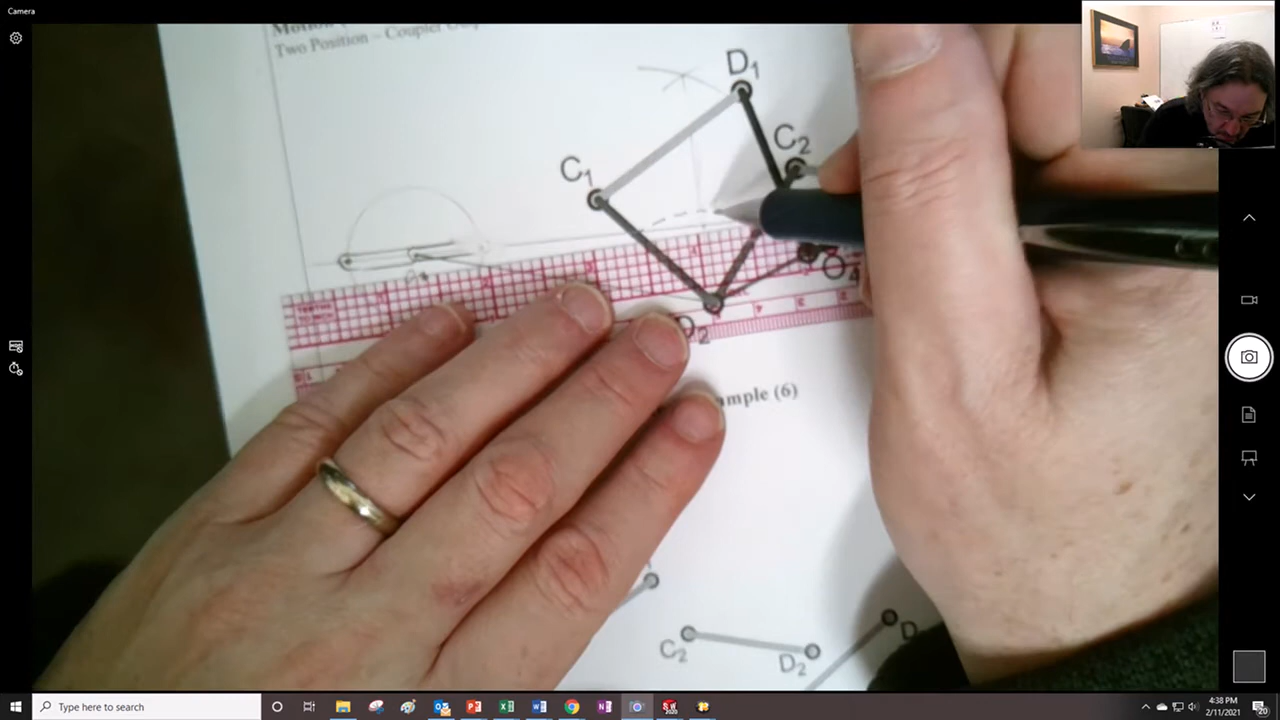 Camera
Two Position – Coupler
D1
C2
C1
O4
O2
ample (6)
C2
D2
D
Type here to search
4:38 PM
2/11/2021
20